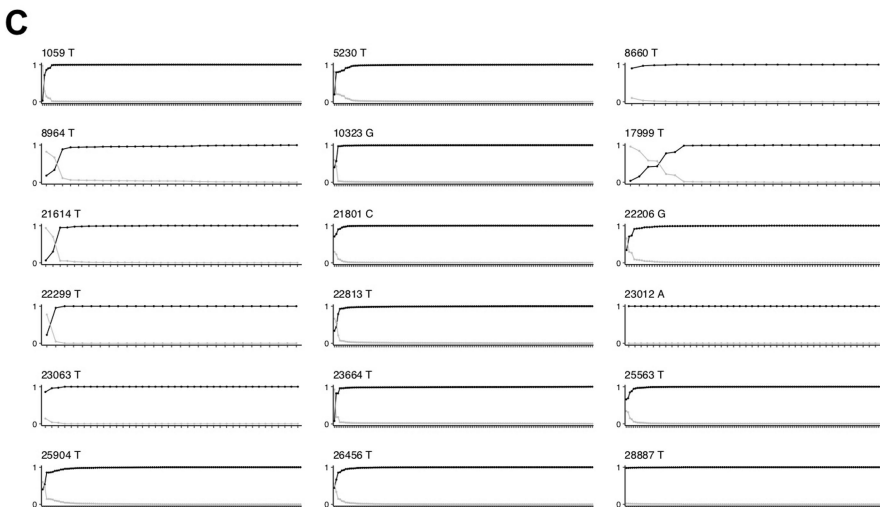 C
1059 T 5230 T 8660 T
1 1 1
0 0 0
8964 T 10323 G 17999 T
1 1 1
0 0 0
21614 T 21801 C 22206 G
1 1 1
0 0 0
22299 T 22813 T 23012 A
1 1 1
0 0 0
23063 T 23664 T 25563 T
1 1 1
0 0 0
25904 T 26456 T 28887 T
1 1 1
0 0 0